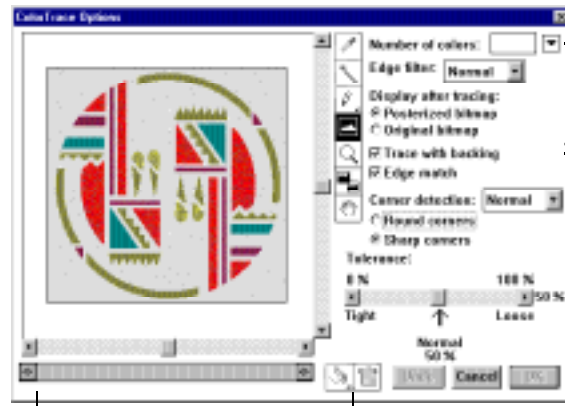 ColorTrace Options
Number of colors:
Edge filter: Normal
Display after tracing:
Posterized bitmap
Original bitmap
Trace with backing
Edge match
Corner detection: Normal
Round corners
Sharp corners
Tolerance:
0 % 100 %
50 %
Tight Loose
Normal
50 %
Cancel